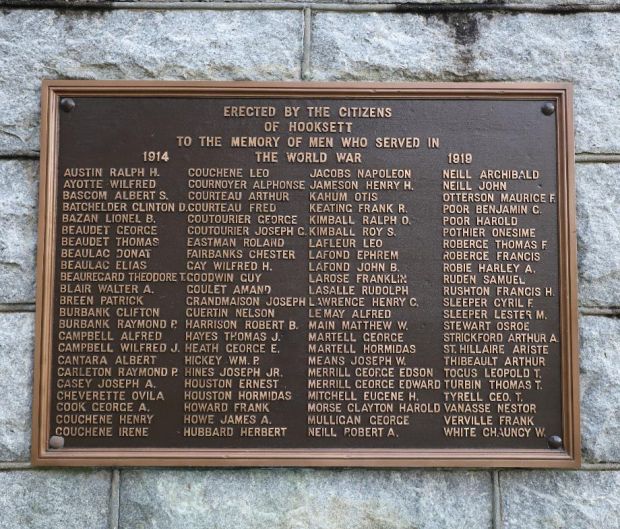 ERECTED BY THE CITIZENS
OF HOOKSETT
TO THE MEMORY OF MEN WHO SERVED IN
1914 THE WORLD WAR 1919
AUSTIN RALPH H.
AYOTTE WILFRED
BASCOM ALBERT S.
BATCHELDER CLINTON D.
BAZAN LIONEL B.
BEAUDET GEORGE
BEAUDET THOMAS
BEAULAC DONAT
BEAULAC ELIAS
BEAUREGARD THEODORE T.
BLAIR WALTER A.
BREEN PATRICK
BURBANK CLIFTON
BURBANK RAYMOND P.
CAMPBELL ALFRED
CAMPBELL WILFRED J.
CANTARA ALBERT
CARLETON RAYMOND P.
CASEY JOSEPH A.
CHEVERETTE OVILA
COOK GEORGE A.
COUCHENE HENRY
COUCHENE IRENE
COUCHENE LEO
COURNOYER ALPHONSE
COURTEAU ARTHUR
COURTEAU FRED
COUTOURIER GEORGE
COUTOURIER JOSEPH C.
EASTMAN ROLAND
FAIRBANKS CHESTER
GAY WILFRED H.
GOODWIN GUY
GOULET AMAND
GRANDMAISON JOSEPH
GUERTIN NELSON
HARRISON ROBERT B.
HAYES THOMAS J.
HEATH GEORGE E.
HICKEY WM. P.
HINES JOSEPH JR.
HOUSTON ERNEST
HOUSTON HORMIDAS
HOWARD FRANK
HOWE JAMES A.
HUBBARD HERBERT
JACOBS NAPOLEON
JAMESON HENRY H.
KAHUM OTIS
KEATING FRANK R.
KIMBALL RALPH O.
KIMBALL ROY S.
LAFLEUR LEO
LAFOND EPHREM
LAFOND JOHN B.
LAROSE FRANKLIN
LASALLE RUDOLPH
LAWRENCE HENRY C.
LEMAY ALFRED
MAIN MATTHEW W.
MARTELL GEORGE
MARTELL HORMIDAS
MEANS JOSEPH W.
MERRILL GEORGE EDSON
MERRILL GEORGE EDWARD
MITCHELL EUGENE H.
MORSE CLAYTON HAROLD
MULLIGAN GEORGE
NEILL ROBERT A.
NEILL ARCHIBALD
NEILL JOHN
OTTERSON MAURICE F.
POOR BENJAMIN C.
POOR HAROLD
POTHIER ONESIME
ROBERGE THOMAS F.
ROBERGE FRANCIS
ROBIE HARLEY A.
RUDEN SAMUEL
RUSHTON FRANCIS H.
SLEEPER CYRIL F.
SLEEPER LESTER M.
STEWART OSROE
STRICKFORD ARTHUR A.
ST. HILLAIRE ARISTE
THIBEAULT ARTHUR
TOCUS LEOPOLD T.
TURBIN THOMAS T.
TYRELL GEO. T.
VANASSE NESTOR
VERVILLE FRANK
WHITE CHAUNCY W.